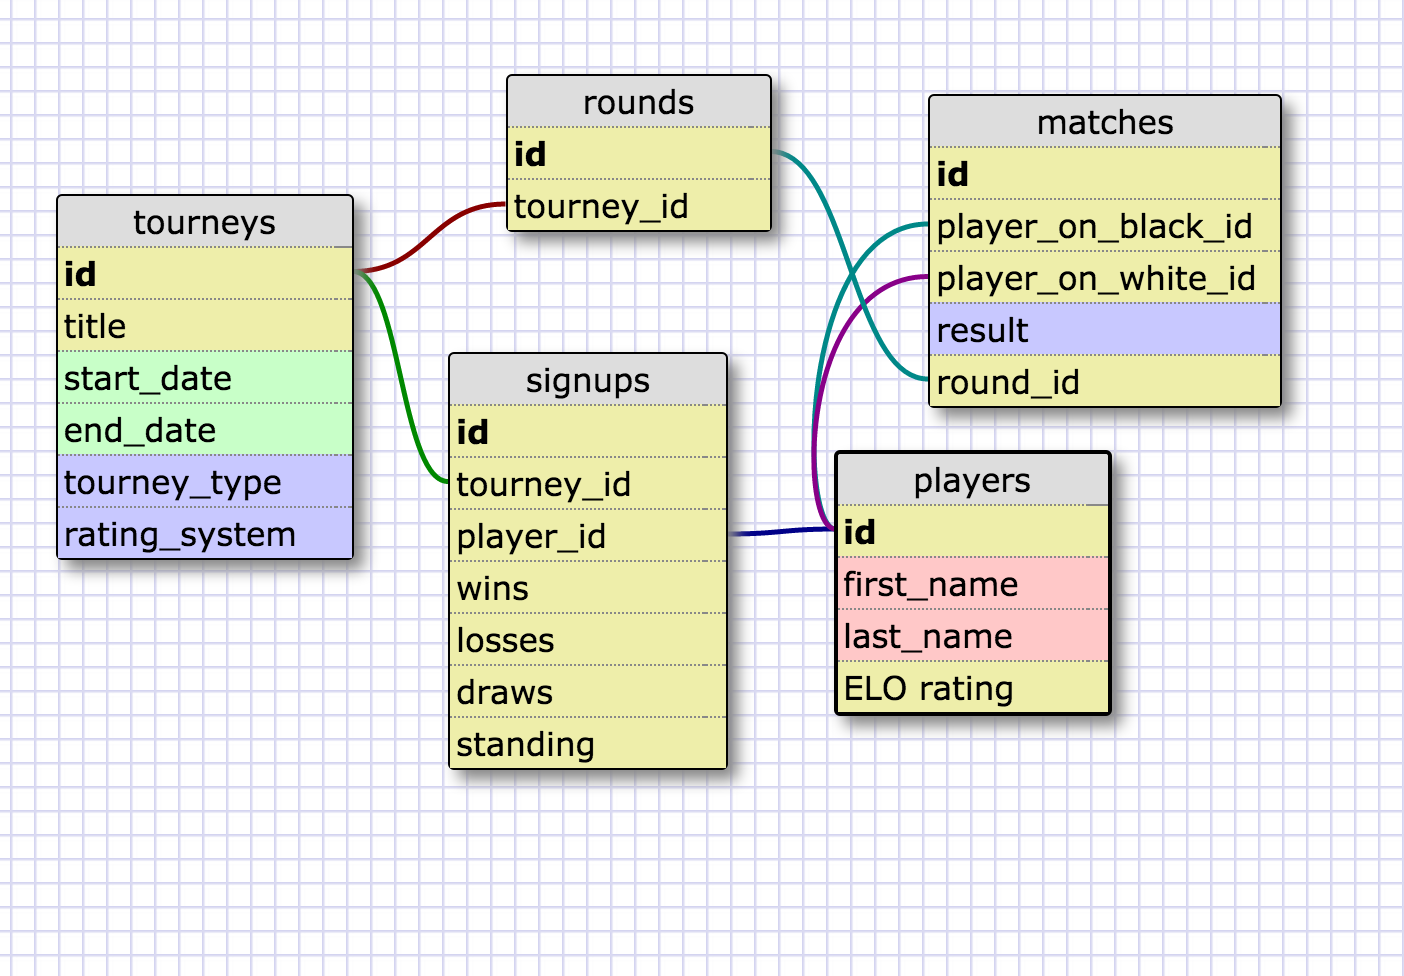 tourneys
id
title
start_date
end_date
tourney_type
rating_system
rounds
id
tourney_id
signups
id
tourney_id
player_id
wins
losses
draws
standing
matches
id
player_on_black_id
player_on_white_id
result
round_id
players
id
first_name
last_name
ELO rating